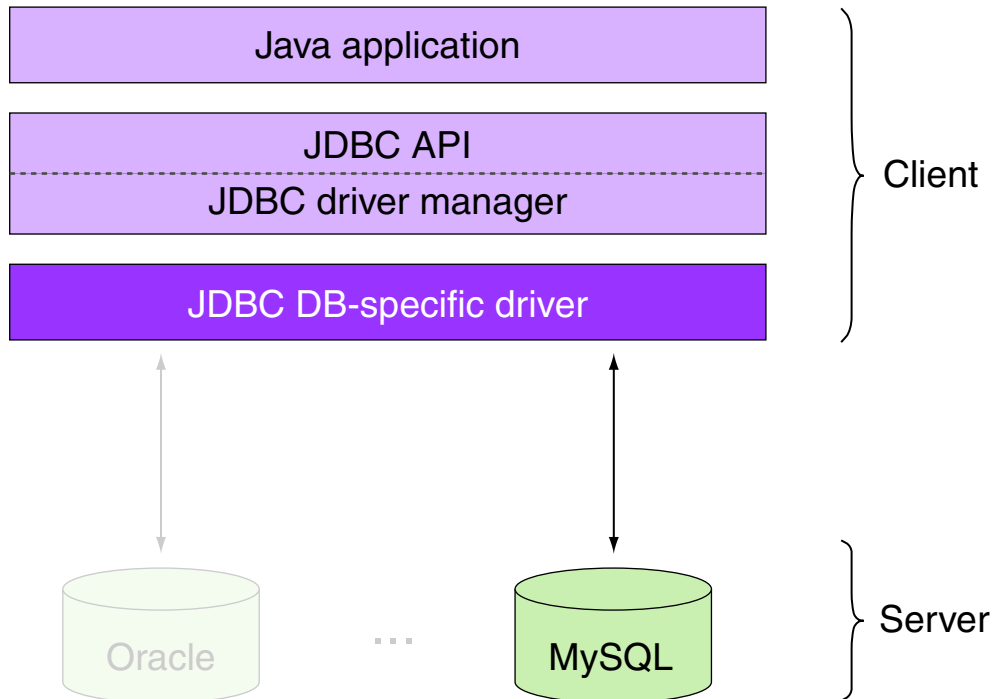 Java application
JDBC API
JDBC driver manager
Client
JDBC DB-specific driver
Oracle
...
MySQL
Server